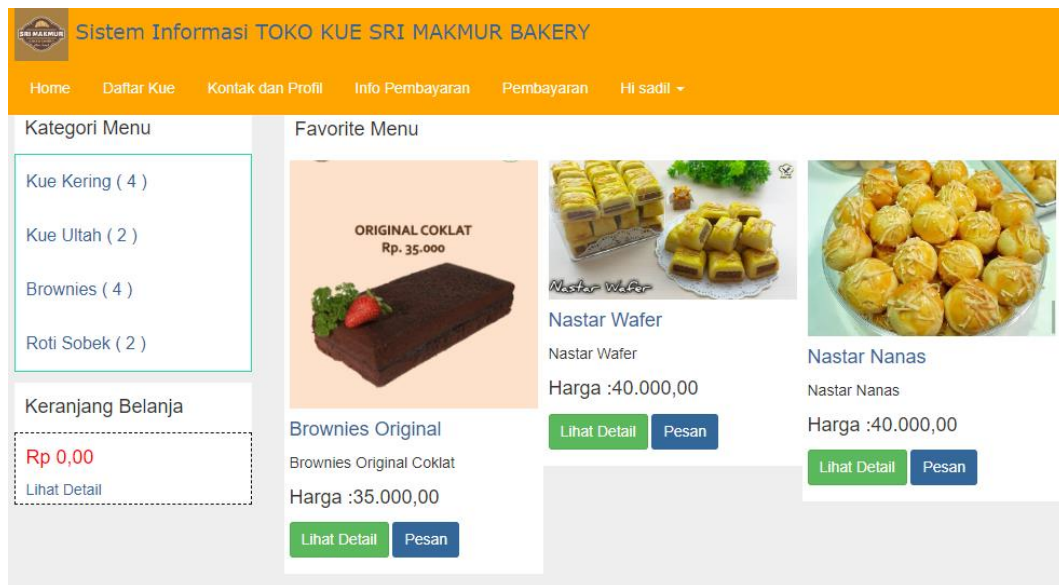 SRI MAKMUR
Sistem Informasi TOKO KUE SRI MAKMUR BAKERY
Home Daftar Kue Kontak dan Profil Info Pembayaran Pembayaran Hi sadil
Kategori Menu
Kue Kering ( 4 )
Kue Ultah ( 2 )
Brownies ( 4 )
Roti Sobek ( 2 )
Keranjang Belanja
Rp 0,00
Lihat Detail
Favorite Menu
ORIGINAL COKLAT
Rp. 35.000
Brownies Original
Brownies Original Coklat
Harga :35.000,00
Lihat Detail Pesan
Nastar Wafer
Nastar Wafer
Nastar Wafer
Harga :40.000,00
Lihat Detail Pesan
Nastar Nanas
Nastar Nanas
Harga :40.000,00
Lihat Detail Pesan